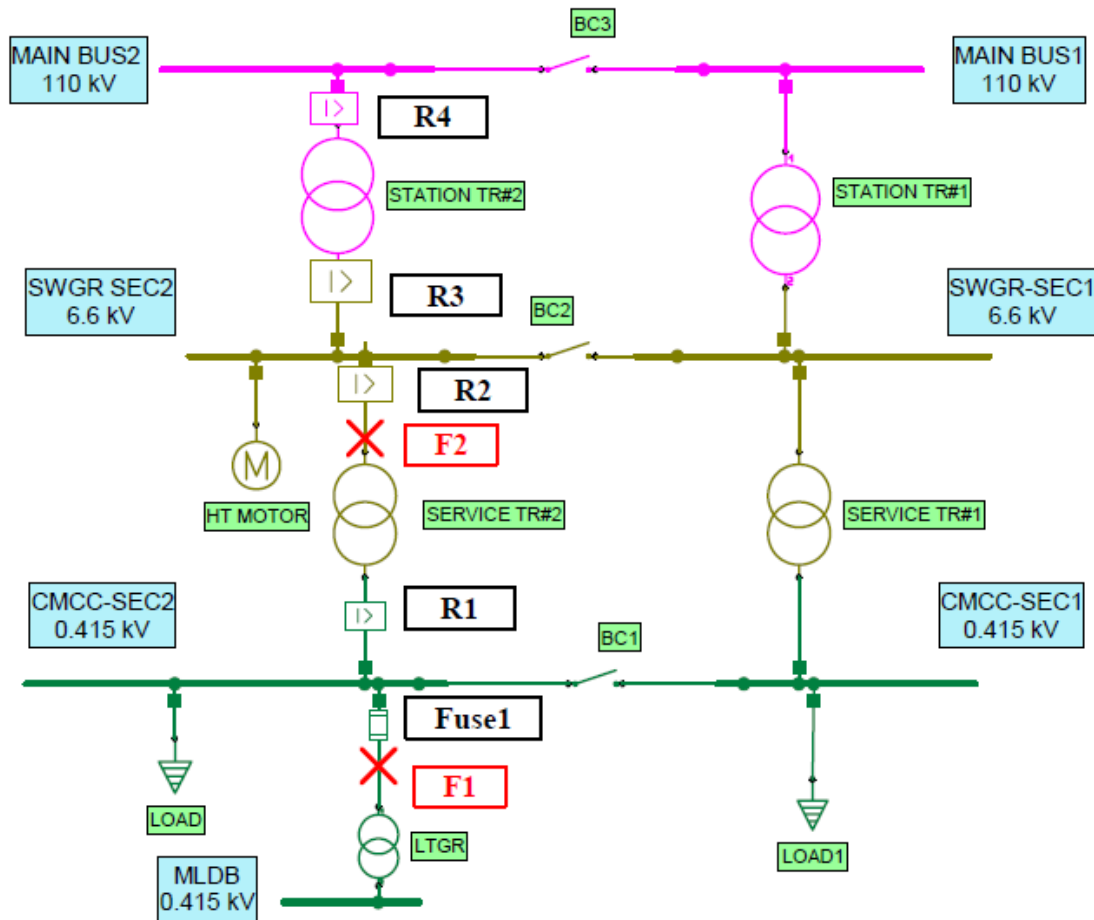 BC3
MAIN BUS2
110 kV
MAIN BUS1
110 kV
I>
R4
1
STATION TR#2
STATION TR#1
2
SWGR SEC2
6.6 kV
I>
R3
BC2
SWGR-SEC1
6.6 kV
I>
R2
F2
M
HT MOTOR
SERVICE TR#2
SERVICE TR#1
CMCC-SEC2
0.415 kV
I>
R1
BC1
CMCC-SEC1
0.415 kV
Fuse1
F1
LOAD
LTGR
LOAD1
MLDB
0.415 kV